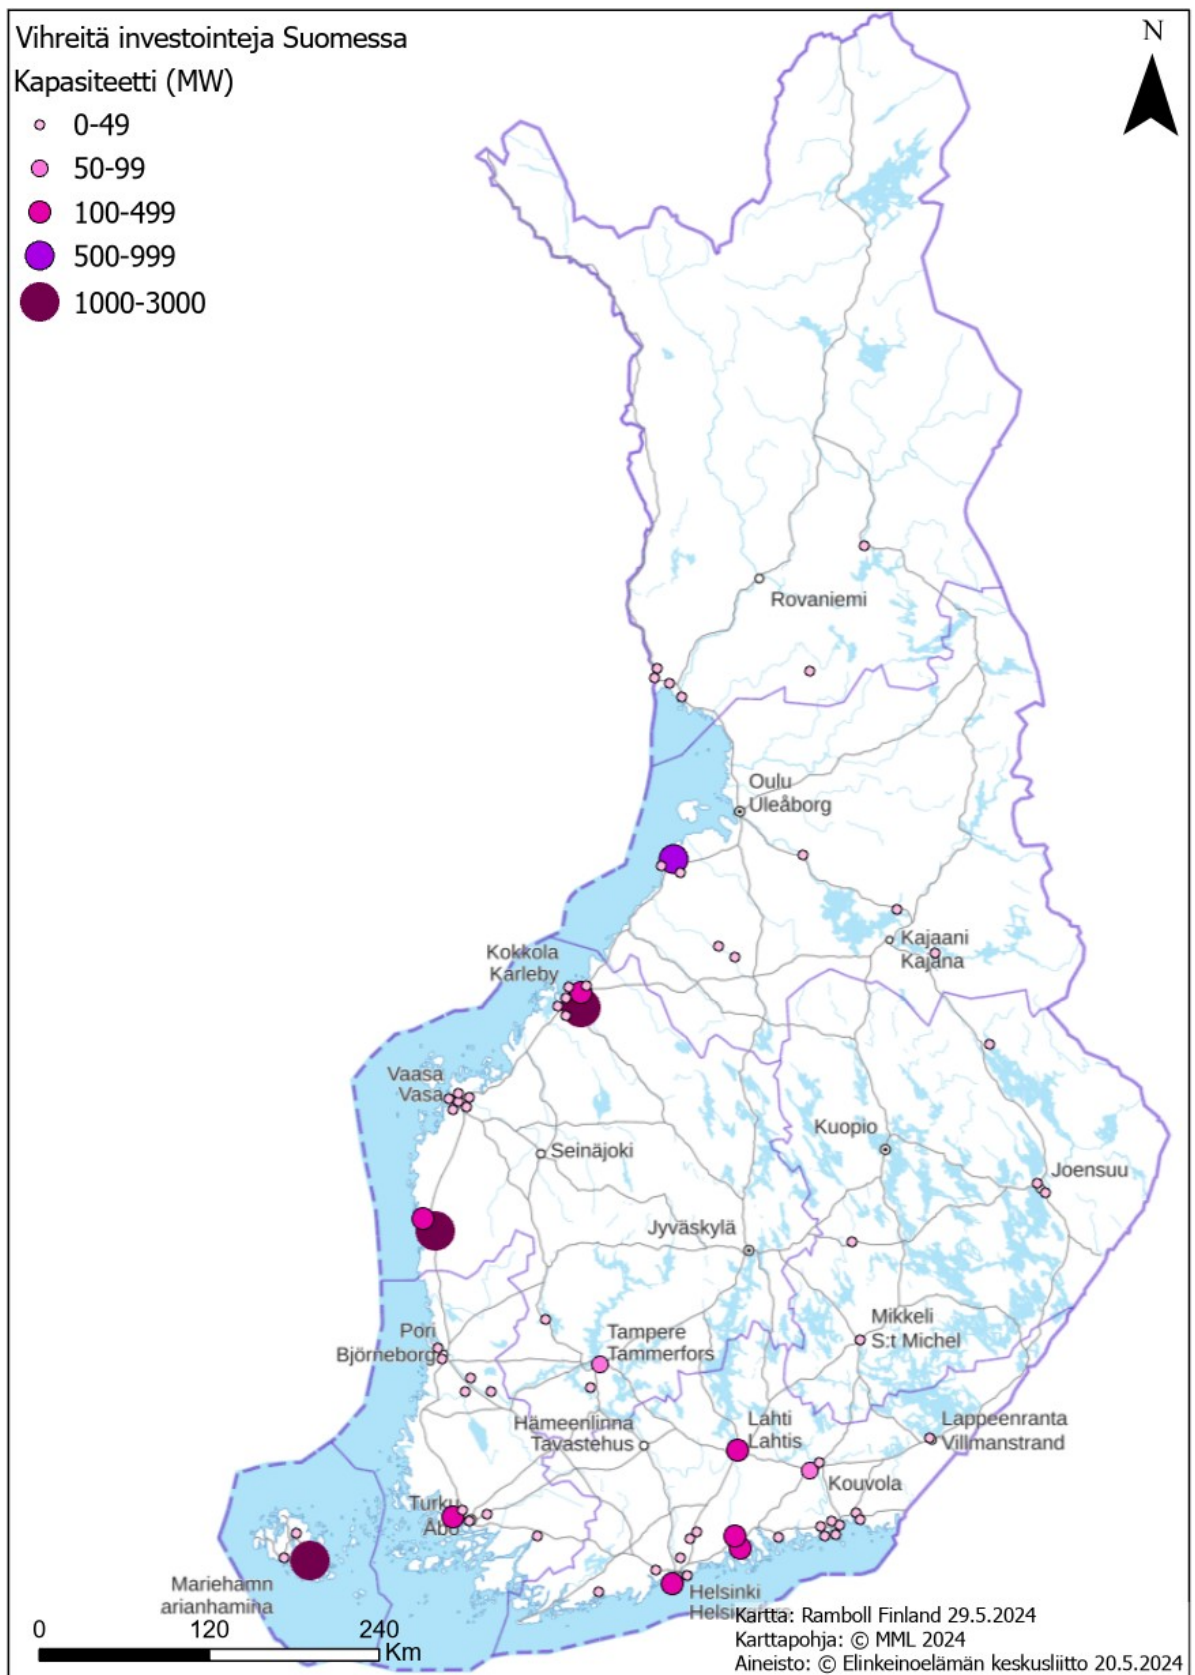 Vihreitä investointeja Suomessa
Kapasiteetti (MW)
0-49
50-99
100-499
500-999
1000-3000
N
Rovaniemi
Oulu
Uleåborg
Kajaani
Kajana
Kokkola
Karleby
Vaasa
Vasa
Seinäjoki
Kuopio
Joensuu
Jyväskylä
Mikkeli
S:t Michel
Pori
Björneborg
Tampere
Tammerfors
Hämeenlinna
Tavastehus
Lahti
Lahtis
Lappeenranta
Villmanstrand
Kouvola
Turku
Åbo
Mariehamn
arianhamina
Helsinki
Helsingfors
0 120 240
Km
Kartta: Ramboll Finland 29.5.2024
Karttapohja: © MML 2024
Aineisto: © Elinkeinoelämän keskusliitto 20.5.2024